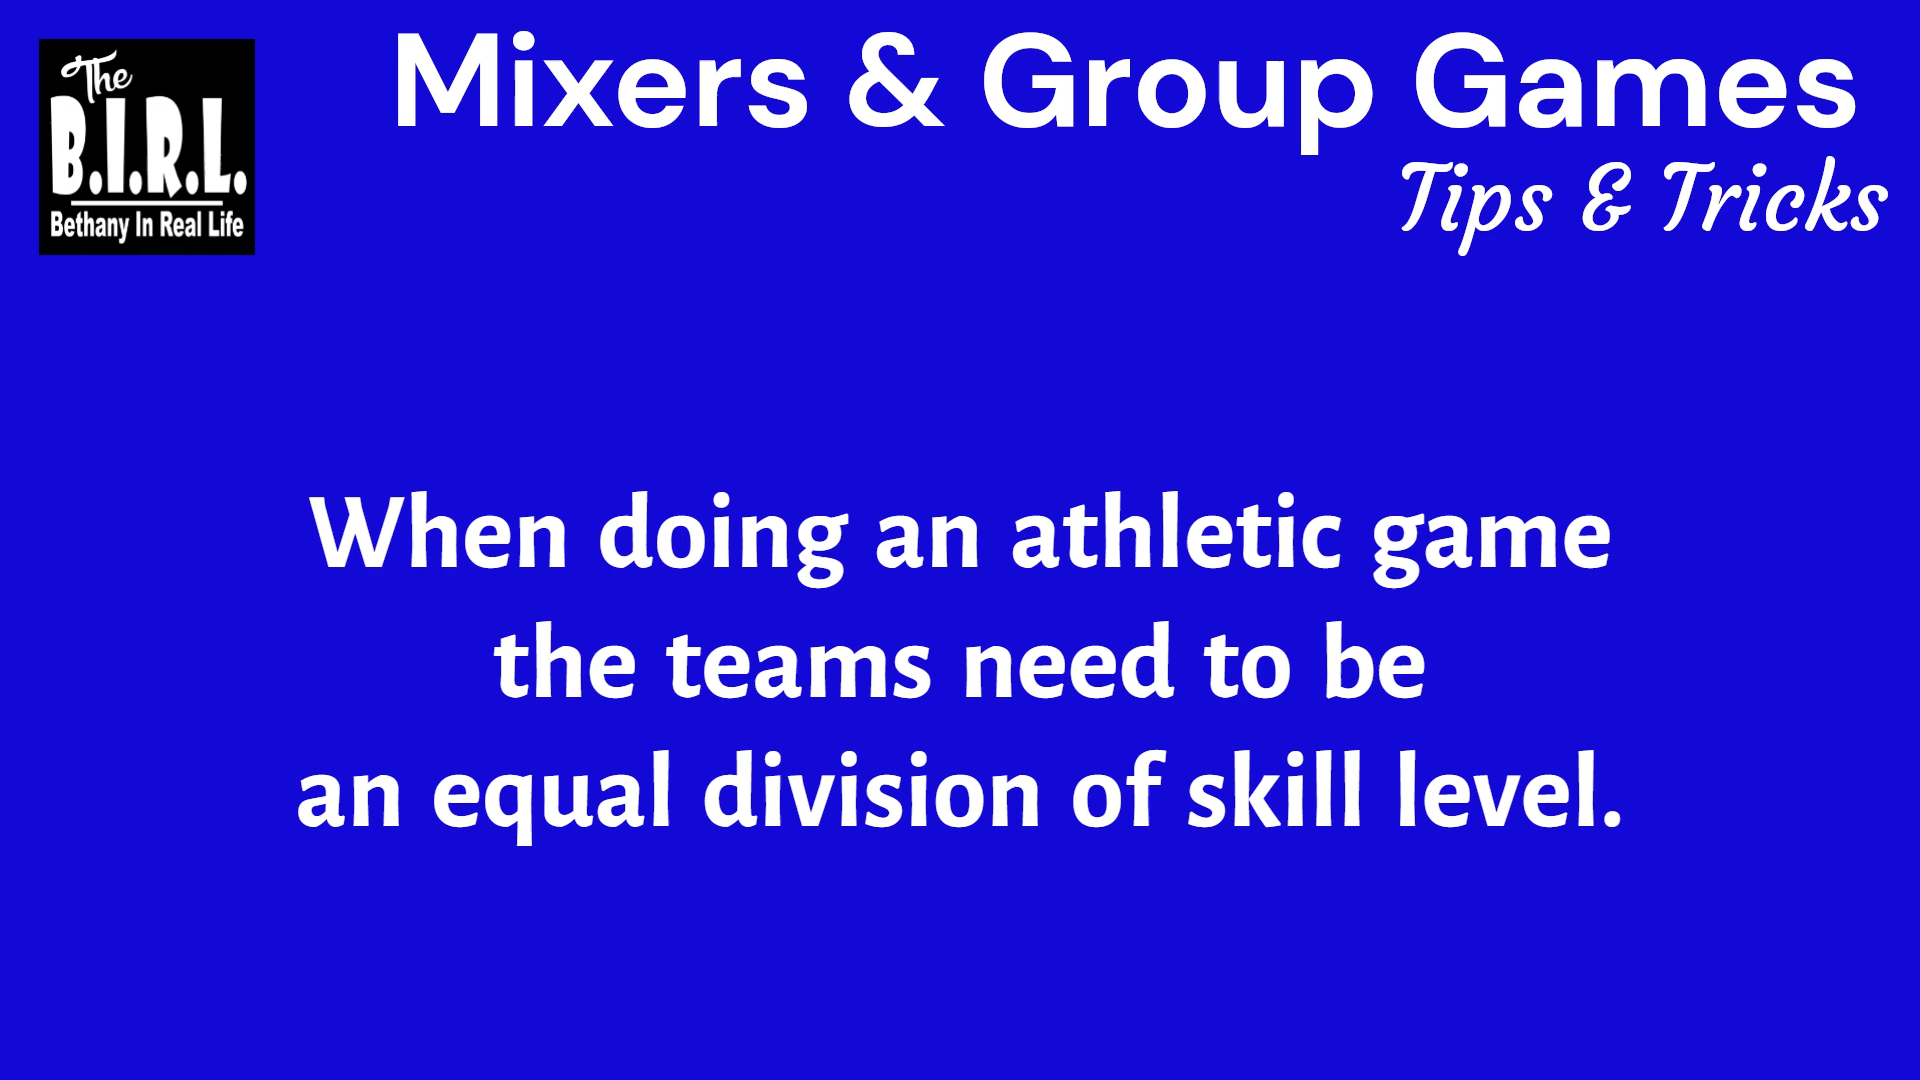 The
B.I.R.L.
Bethany In Real Life
Mixers & Group Games
Tips & Tricks
When doing an athletic game
the teams need to be
an equal division of skill level.